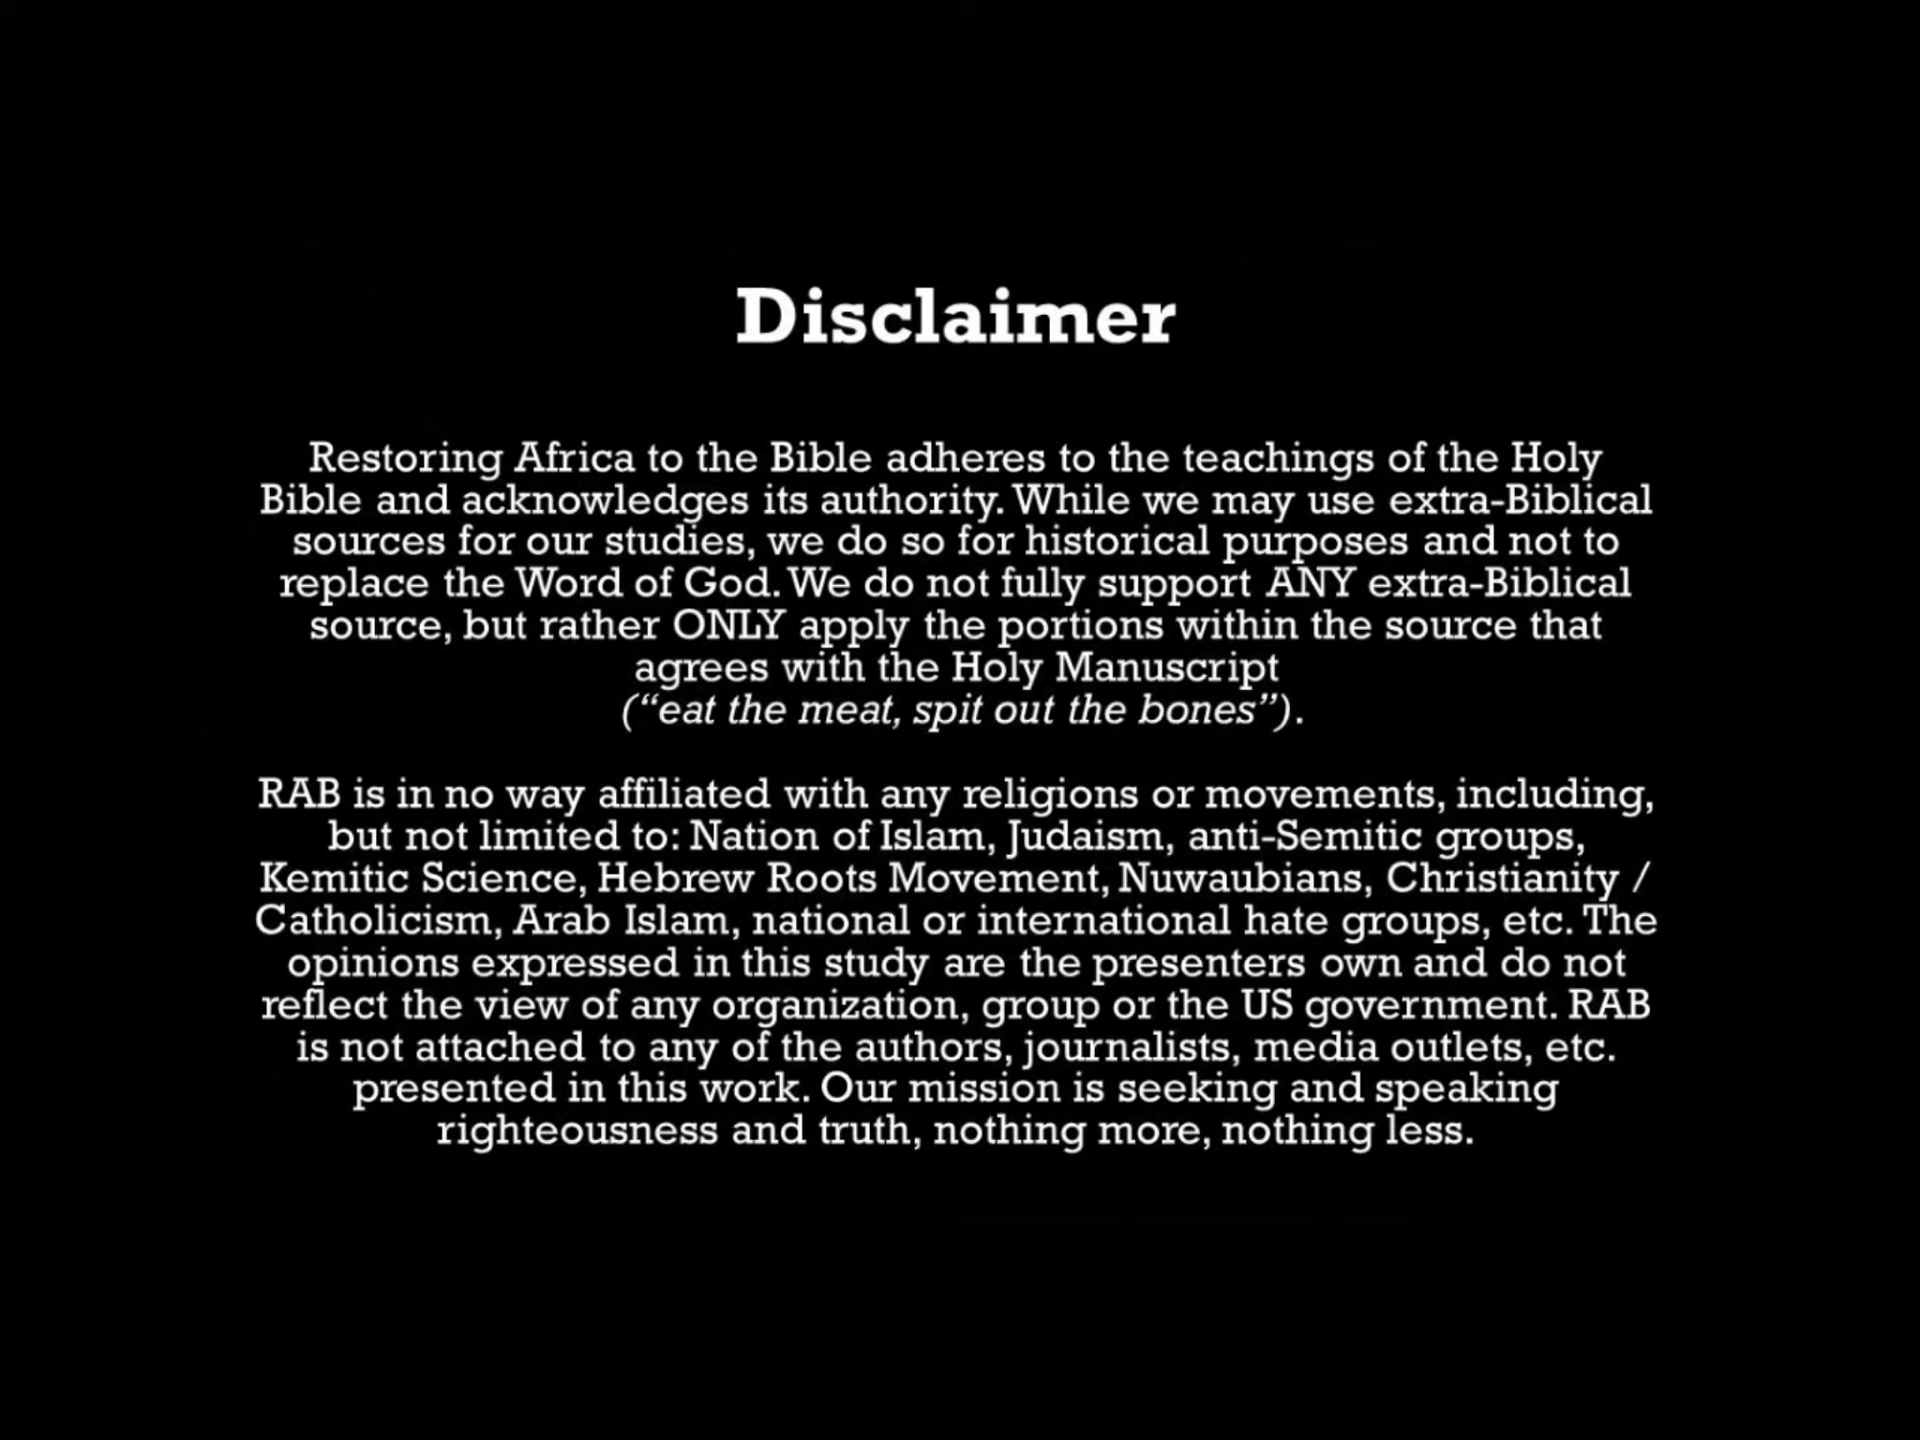 Disclaimer
Restoring Africa to the Bible adheres to the teachings of the Holy
Bible and acknowledges its authority. While we may use extra-Biblical
sources for our studies, we do so for historical purposes and not to
replace the Word of God. We do not fully support ANY extra-Biblical
source, but rather ONLY apply the portions within the source that
agrees with the Holy Manuscript
(“eat the meat, spit out the bones”).
RAB is in no way affiliated with any religions or movements, including,
but not limited to: Nation of Islam, Judaism, anti-Semitic groups,
Kemitic Science, Hebrew Roots Movement, Nuwaubians, Christianity /
Catholicism, Arab Islam, national or international hate groups, etc. The
opinions expressed in this study are the presenters own and do not
reflect the view of any organization, group or the US government. RAB
is not attached to any of the authors, journalists, media outlets, etc.
presented in this work. Our mission is seeking and speaking
righteousness and truth, nothing more, nothing less.